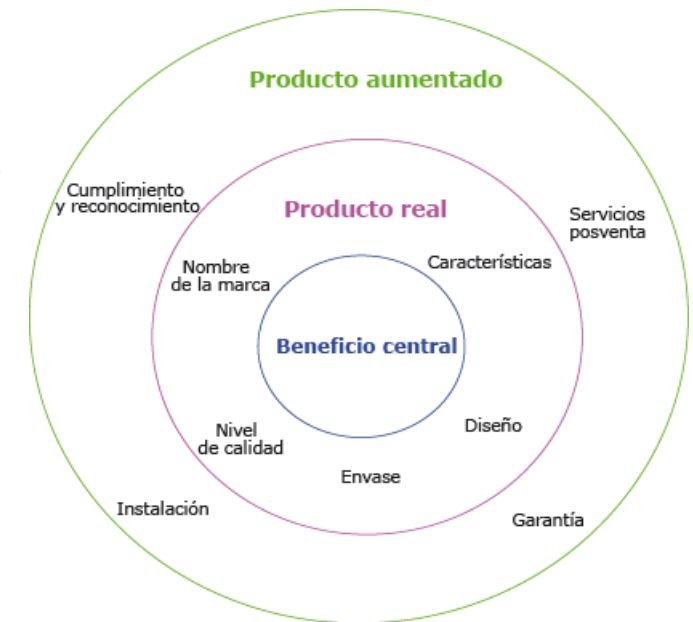 Producto aumentado
Cumplimiento
y reconocimiento
Producto real
Servicios
posventa
Nombre
de la marca
Características
Beneficio central
Nivel
de calidad
Diseño
Envase
Instalación
Garantía